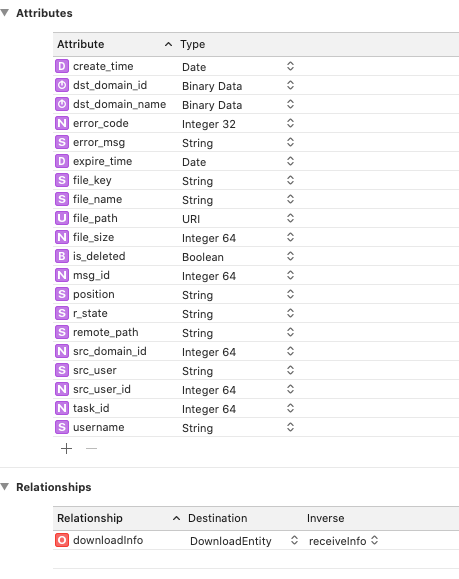 Attributes
Attribute Type
D create_time Date
dst_domain_id Binary Data
dst_domain_name Binary Data
N error_code Integer 32
S error_msg String
D expire_time Date
S file_key String
S file_name String
U file_path URI
N file_size Integer 64
B is_deleted Boolean
N msg_id Integer 64
S position String
S r_state String
S remote_path String
N src_domain_id Integer 64
S src_user String
N src_user_id Integer 64
N task_id Integer 64
S username String
+ −
Relationships
Relationship Destination Inverse
O downloadInfo DownloadEntity receiveInfo